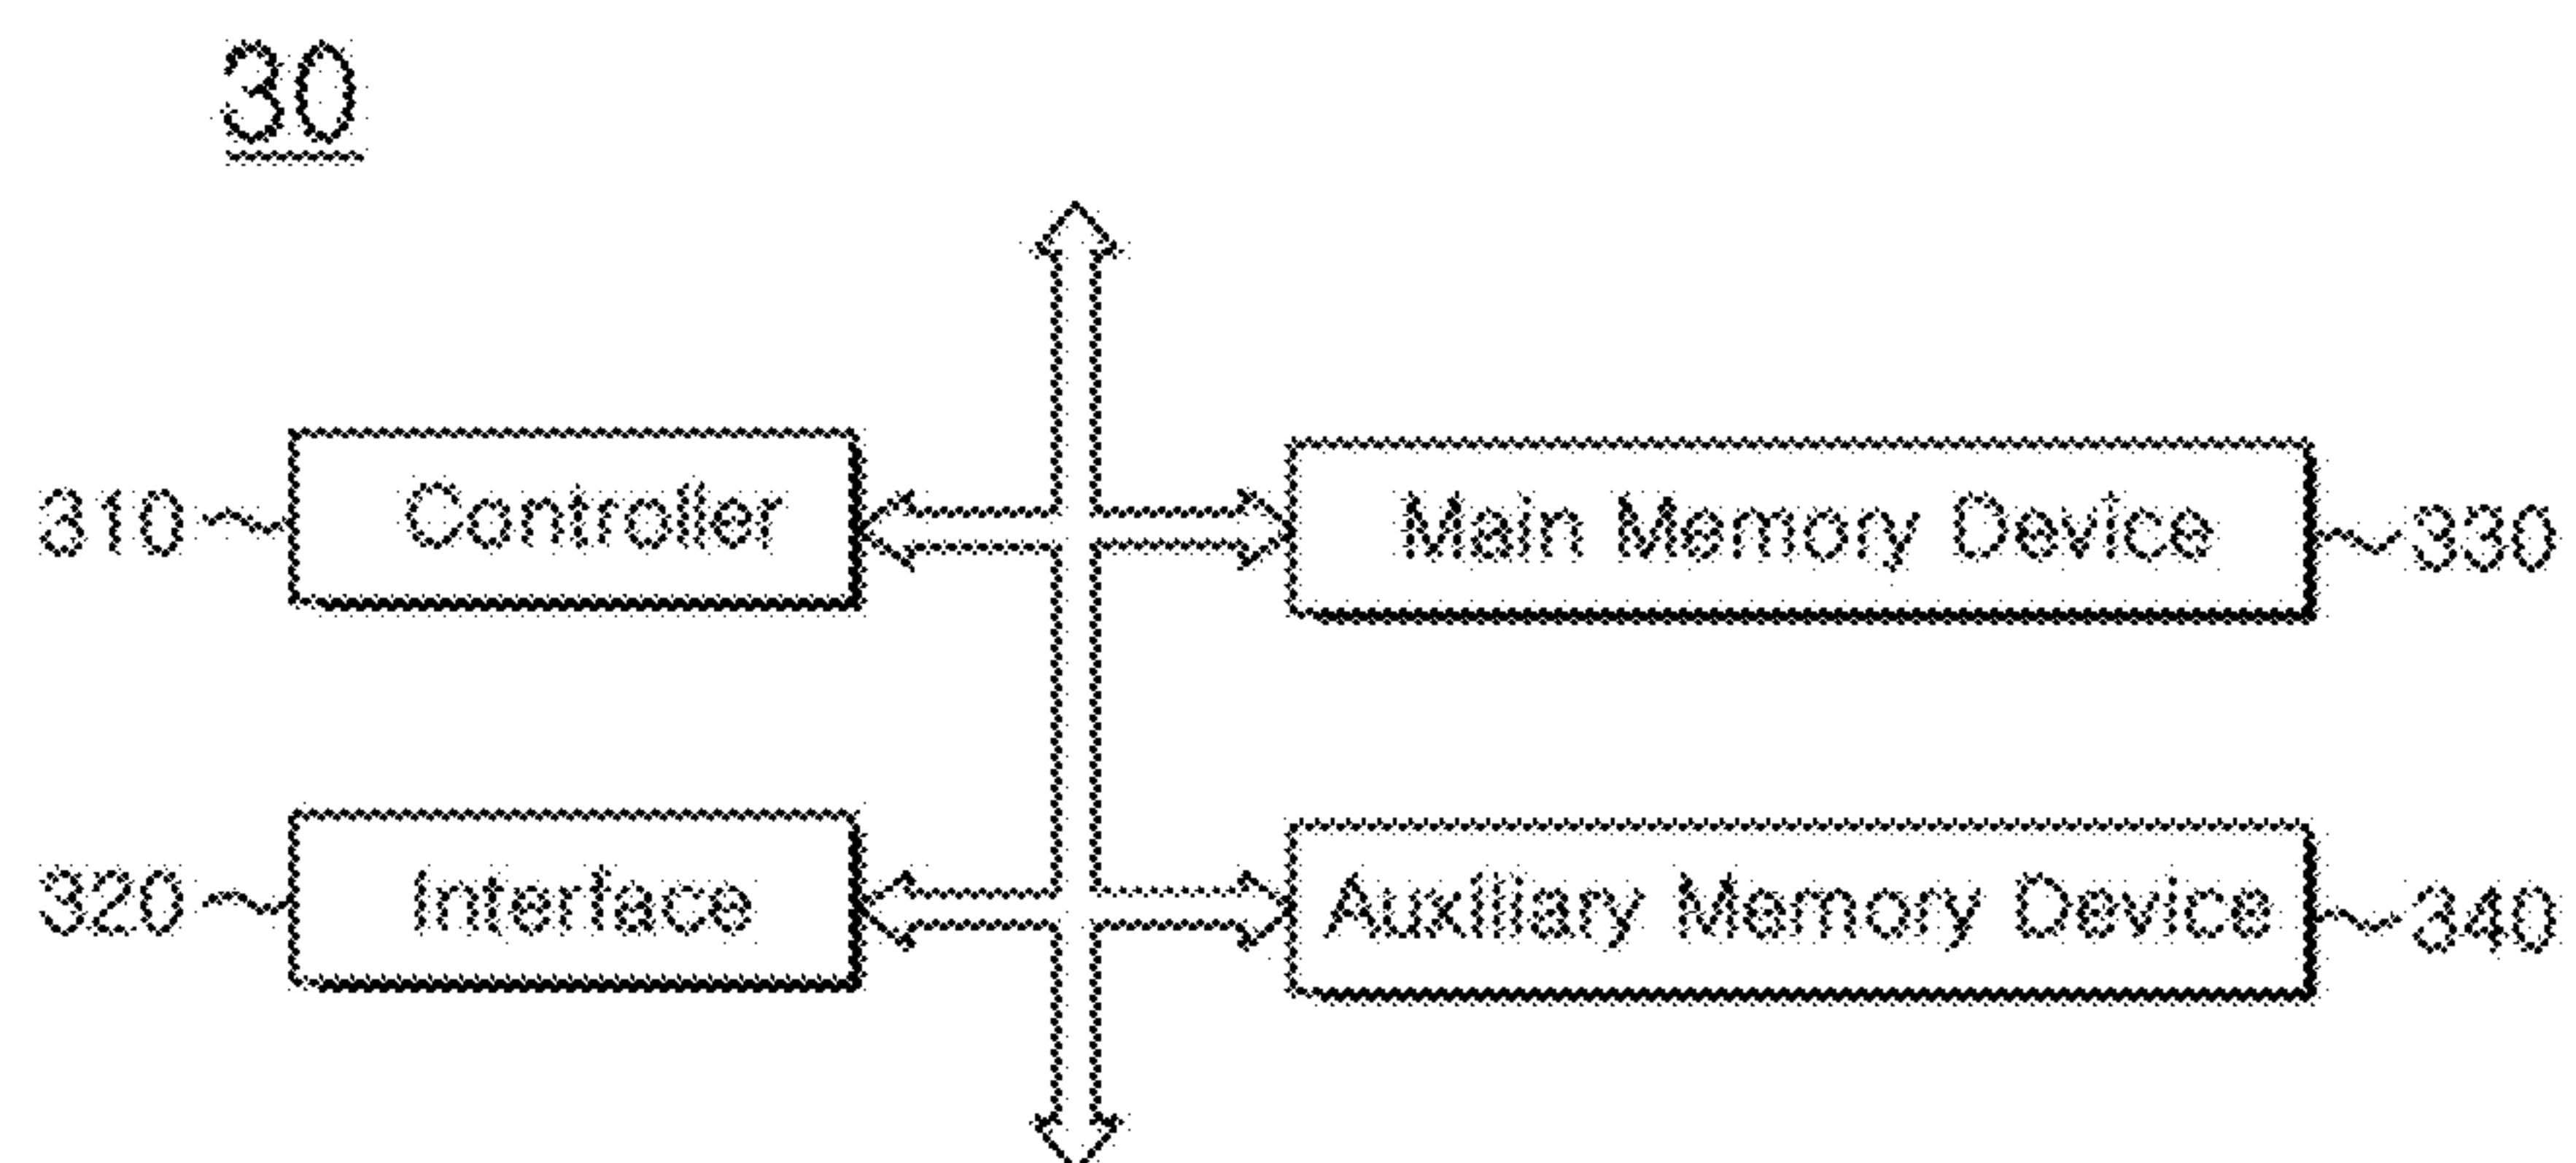 30
310 Controller Main Memory Device 330
320 Interface Auxiliary Memory Device 340